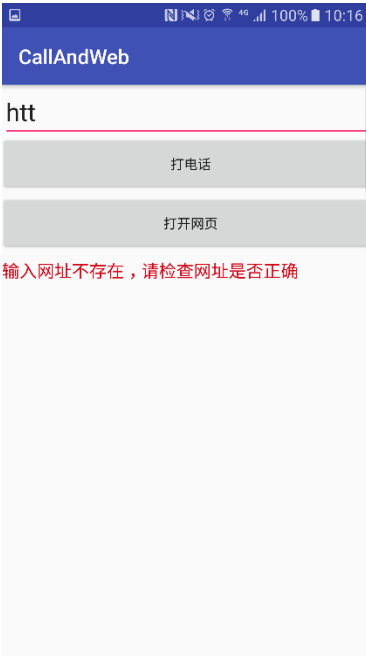 4G 100% 10:16
CallAndWeb
htt
打电话
打开网页
输入网址不存在，请检查网址是否正确